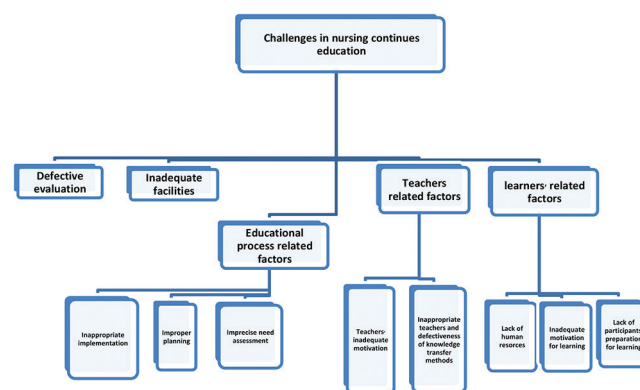 Challenges in nursing continues
education
Defective
evaluation
Inadequate
facilities
Teachers
related factors
learners· related
factors
Educational
process related
factors
Inappropriate
implementation
Improper
planning
Imprecise need
assessment
Teachers·
inadequate
motivation
Inappropriate
teachers and
defectiveness
of knowledge
transfer
methods
Lack of
human
resorces
Inadequate
motivation
for learning
Lack of
participants·
preparation
for learning